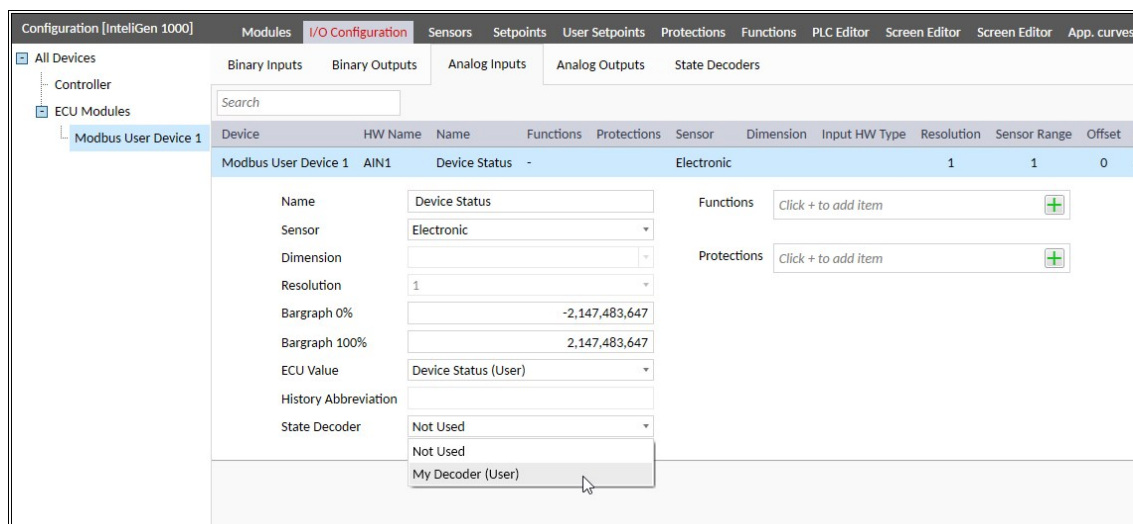 Configuration [InteliGen 1000] Modules I/O Configuration Sensors Setpoints User Setpoints Protections Functions PLC Editor Screen Editor Screen Editor App. curves
All Devices
Controller
ECU Modules
Modbus User Device 1
Binary Inputs Binary Outputs Analog Inputs Analog Outputs State Decoders
Search
Device HW Name Name Functions Protections Sensor Dimension Input HW Type Resolution Sensor Range Offset
Modbus User Device 1 AIN1 Device Status - Electronic 1 1 0
Name Device Status Functions Click + to add item
Sensor Electronic
Dimension Protections Click + to add item
Resolution 1
Bargraph 0% -2,147,483,647
Bargraph 100% 2,147,483,647
ECU Value Device Status (User)
History Abbreviation
State Decoder Not Used
Not Used
My Decoder (User)